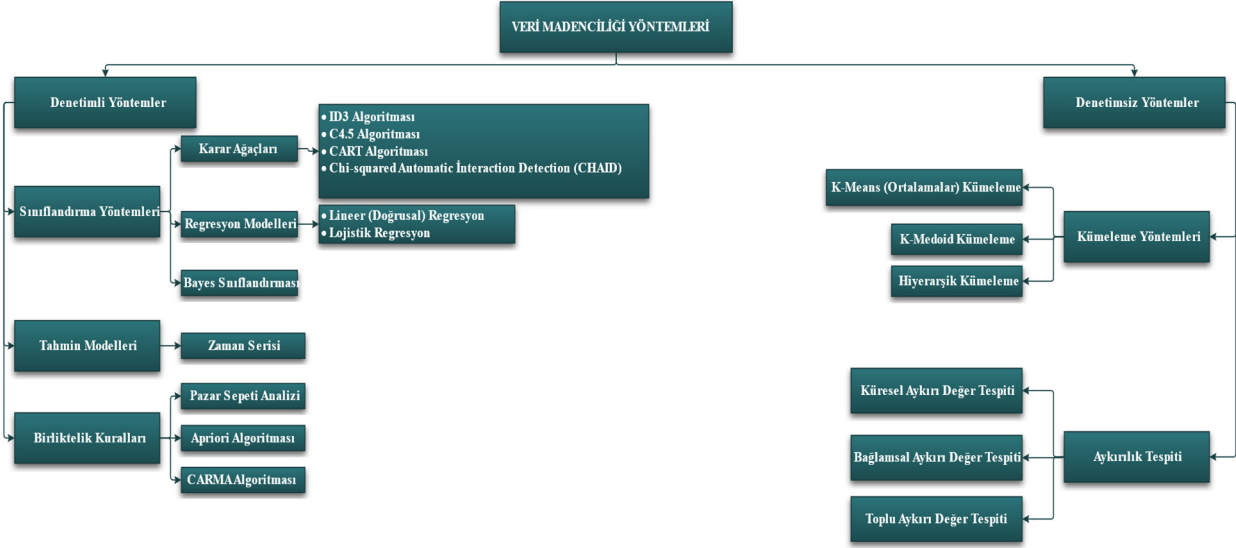 VERİ MADENCİLİĞİ YÖNTEMLERİ
Denetimli Yöntemler
Denetimsiz Yöntemler
Karar Ağaçları
• ID3 Algoritması
• C4.5 Algoritması
• CART Algoritması
• Chi-squared Automatic İnteraction Detection (CHAID)
Sınıflandırma Yöntemleri
Regresyon Modelleri
• Lineer (Doğrusal) Regresyon
• Lojistik Regresyon
Bayes Sınıflandırması
Tahmin Modelleri
Zaman Serisi
Birliktelik Kuralları
Pazar Sepeti Analizi
Apriori Algoritması
CARMA Algoritması
K-Means (Ortalamalar) Kümeleme
K-Medoid Kümeleme
Hiyerarşik Kümeleme
Kümeleme Yöntemleri
Küresel Aykırı Değer Tespiti
Bağlamsal Aykırı Değer Tespiti
Toplu Aykırı Değer Tespiti
Aykırılık Tespiti